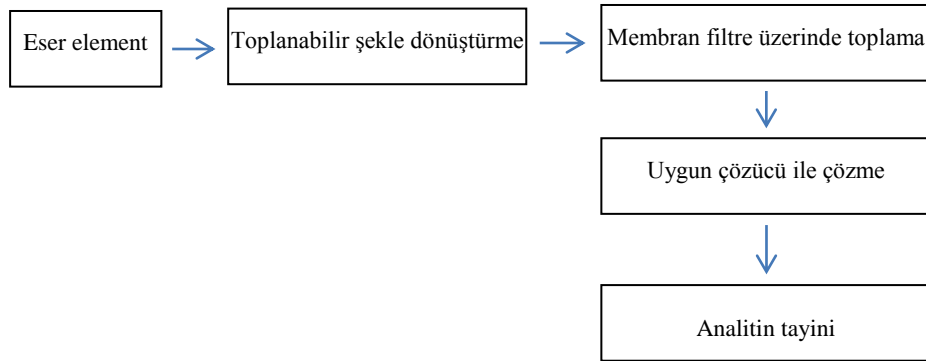 Eser element
Toplanabilir şekle dönüştürme
Membran filtre üzerinde toplama
Uygun çözücü ile çözme
Analitin tayini